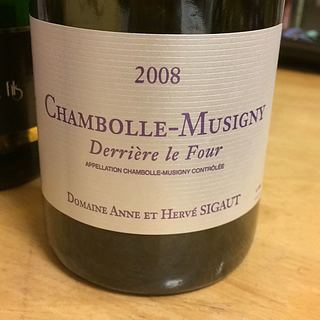 2008
CHAMBOLLE-MUSIGNY
Derrière le Four
APPELLATION CHAMBOLLE-MUSIGNY CONTRÔLÉE
DOMAINE ANNE ET HERVÉ SIGAUT